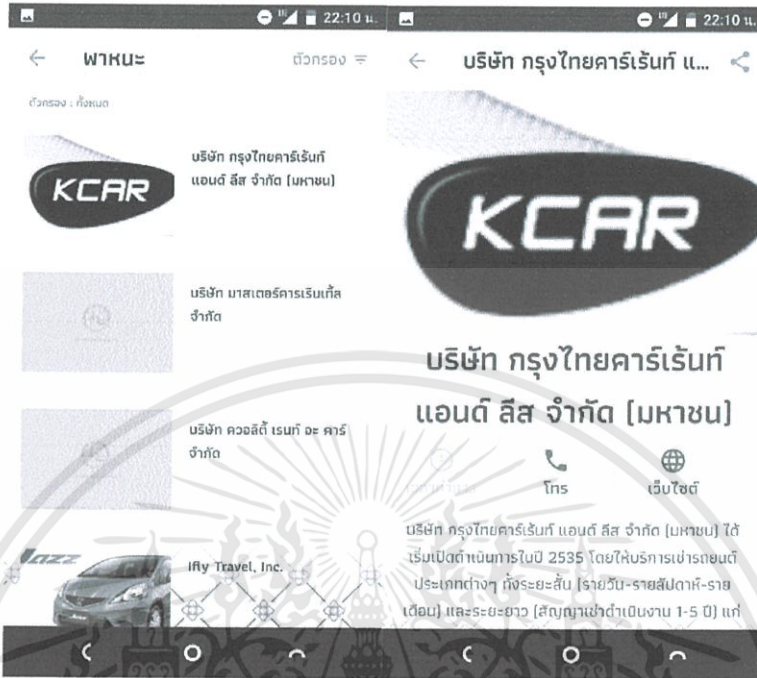 22:10 น.
พาหนะ
ตัวกรอง
ตัวกรอง : ทั้งหมด
KCAR
บริษัท กรุงไทยคาร์เร้นท์
แอนด์ ลีส จำกัด (มหาชน)
บริษัท มาสเตอร์คารเร้นเทิ้ล
จำกัด
บริษัท ควอลิตี้ เรนท์ อะ คาร์
จำกัด
Jazz
Ifly Travel, Inc.
22:10 น.
บริษัท กรุงไทยคาร์เร้นท์ แ...
KCAR
บริษัท กรุงไทยคาร์เร้นท์
แอนด์ ลีส จำกัด (มหาชน)
โทร
เว็บไซต์
บริษัท กรุงไทยคาร์เร้นท์ แอนด์ ลีส จำกัด (มหาชน) ได้
เริ่มเปิดดำเนินการในปี 2535 โดยให้บริการเช่ารถยนต์
ประเภทต่างๆ ทั้งระยะสั้น (รายวัน-รายสัปดาห์-ราย
เดือน) และระยะยาว (สัญญาเช่าดำเนินงาน 1-5 ปี) แก่